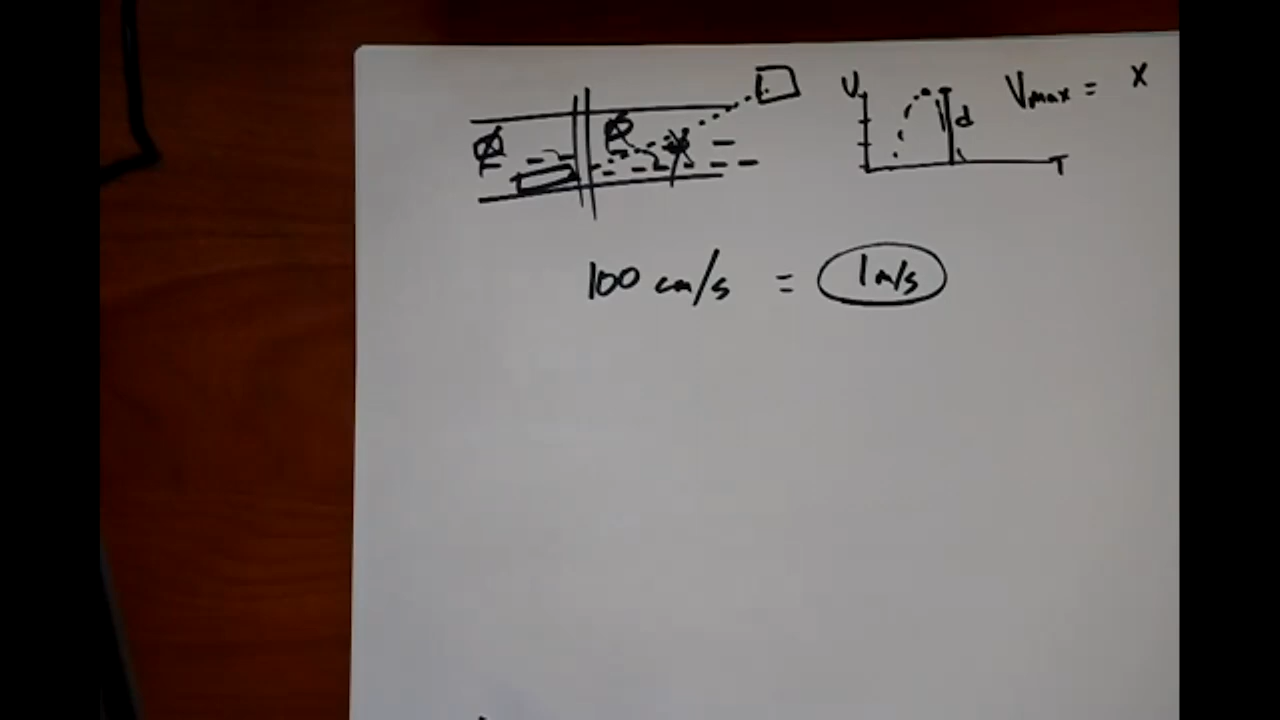 V Vmax = x
d
T
100 cm/s = 1 m/s